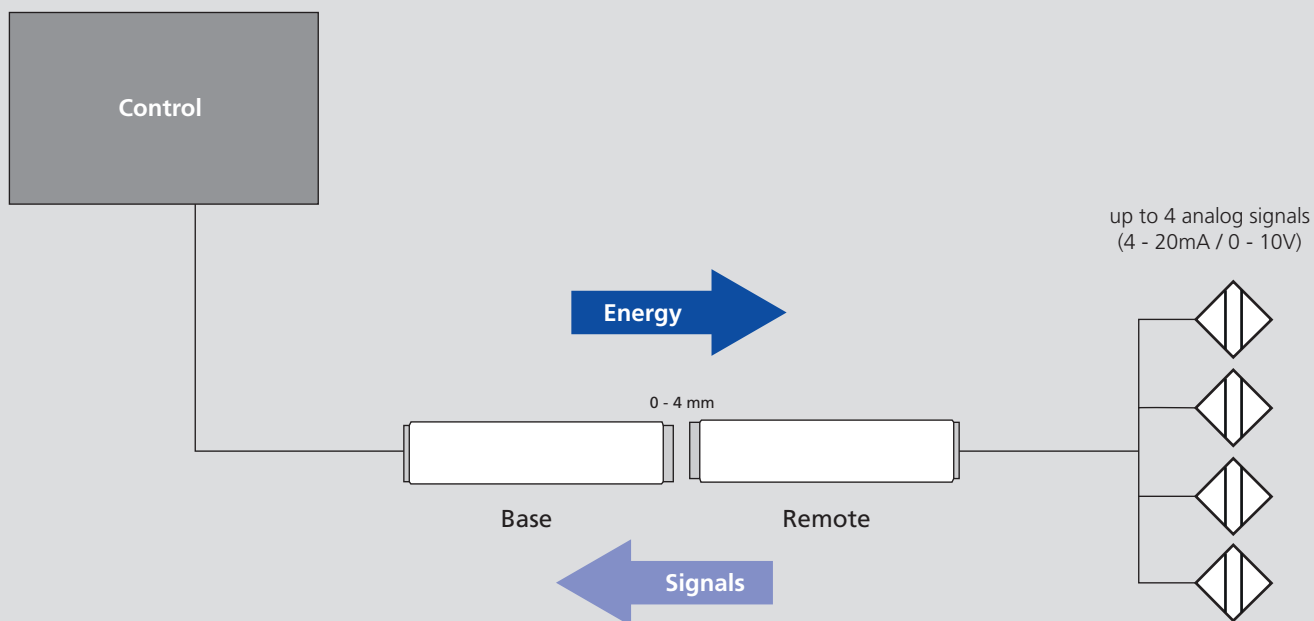 Control
up to 4 analog signals
(4 - 20mA / 0 - 10V)
Energy
0 - 4 mm
Base
Remote
Signals